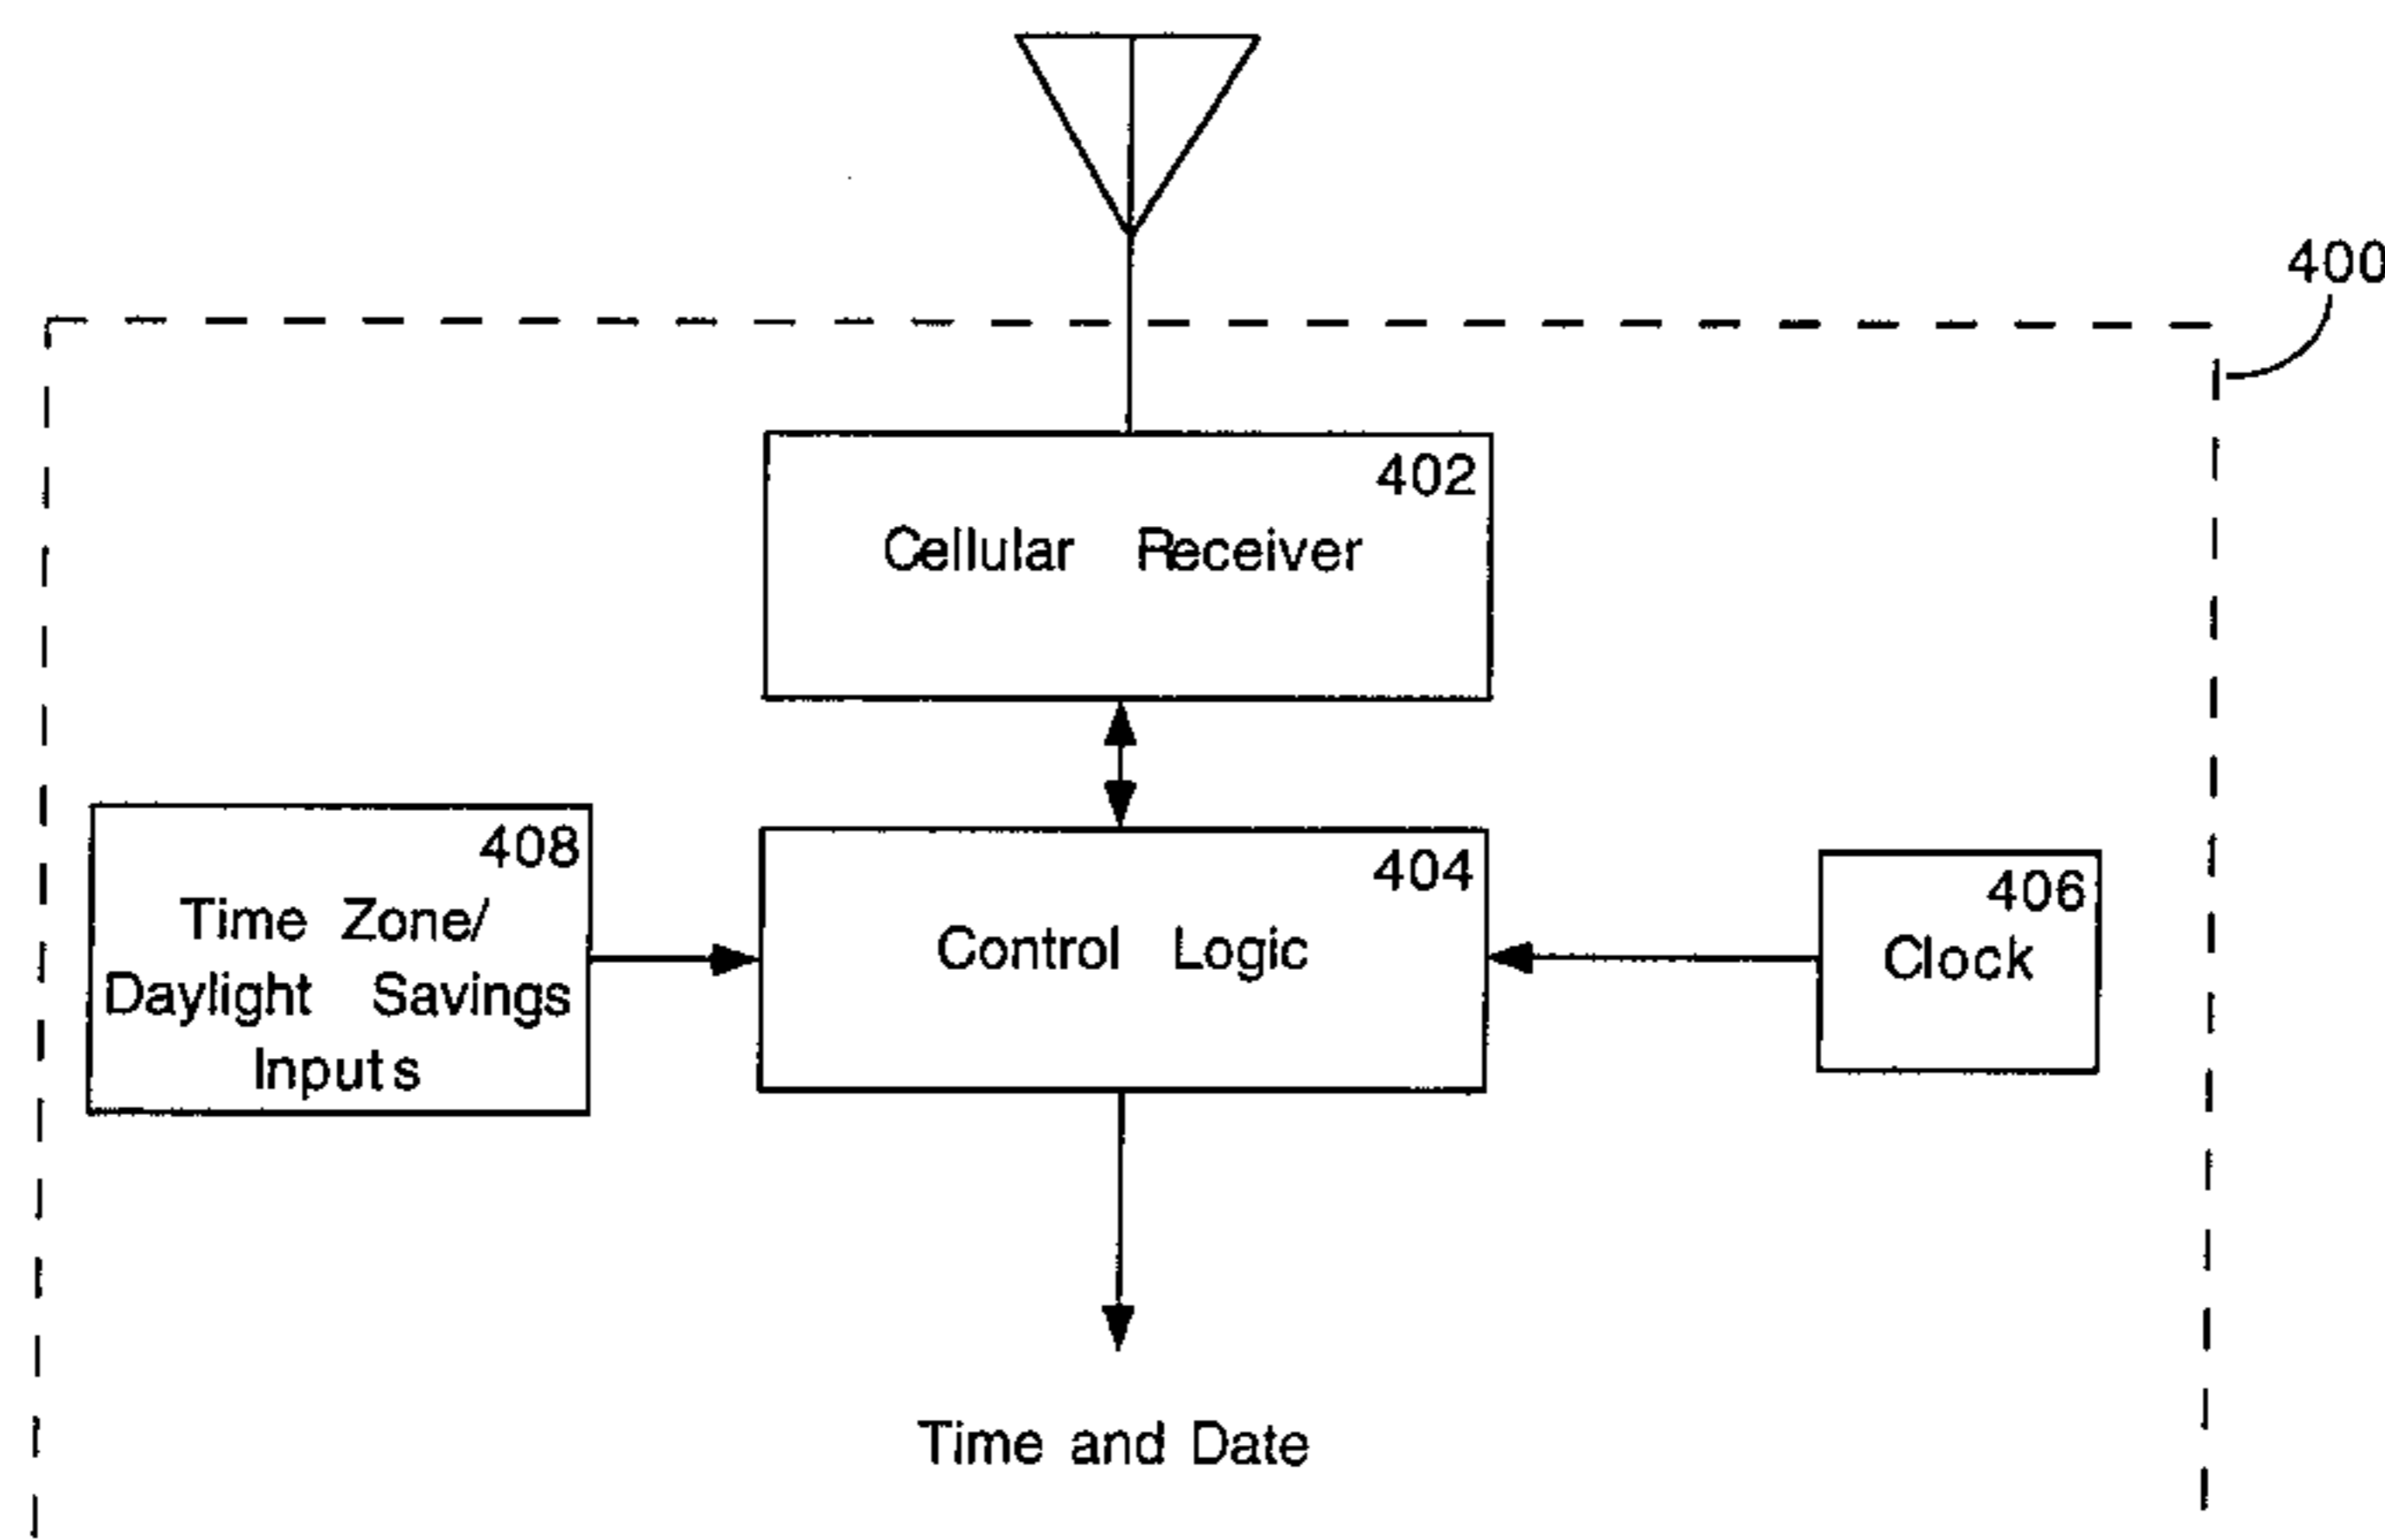 400
402
Cellular Receiver
408
Time Zone/
Daylight Savings
Inputs
404
Control Logic
406
Clock
Time and Date